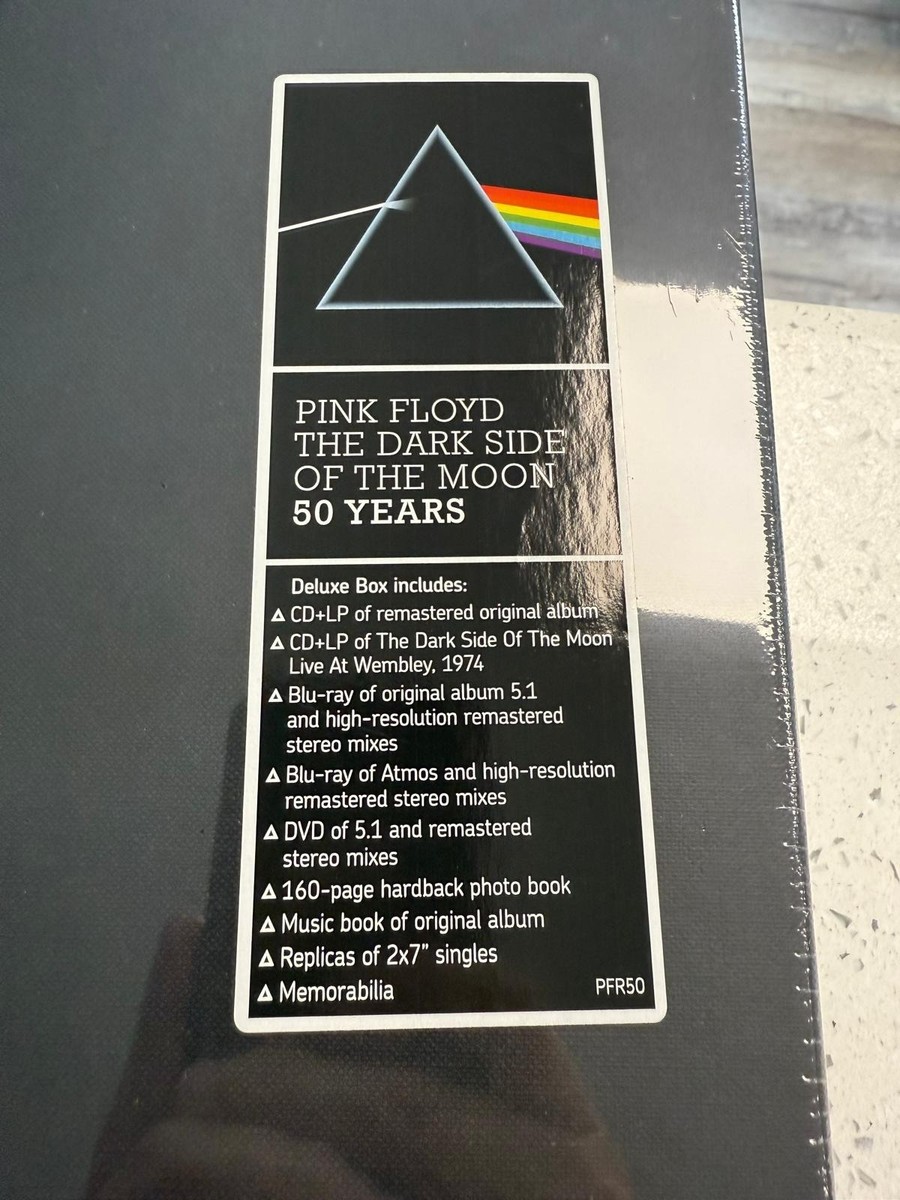 PINK FLOYD
THE DARK SIDE
OF THE MOON
50 YEARS
Deluxe Box includes:
CD+LP of remastered original album
CD+LP of The Dark Side Of The Moon
Live At Wembley, 1974
Blu-ray of original album 5.1
and high-resolution remastered
stereo mixes
Blu-ray of Atmos and high-resolution
remastered stereo mixes
DVD of 5.1 and remastered
stereo mixes
160-page hardback photo book
Music book of original album
Replicas of 2x7” singles
Memorabilia
PFR50